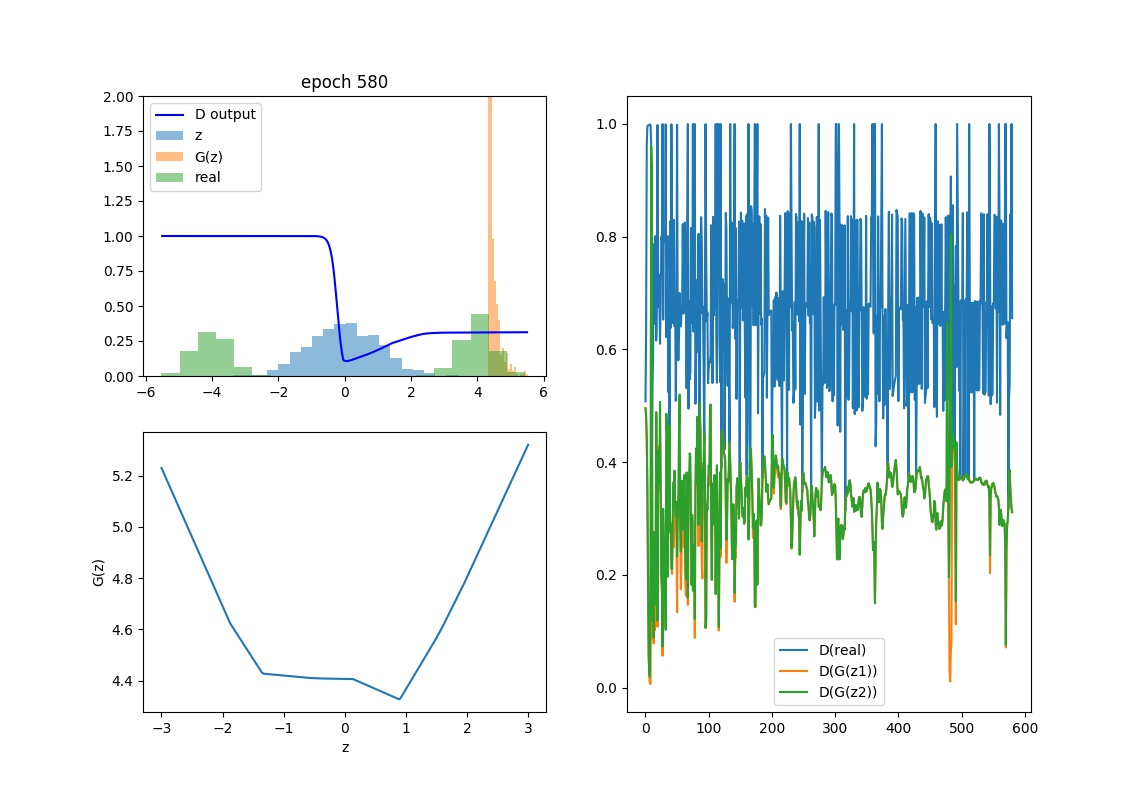 epoch 580
2.00
1.75
1.50
1.25
1.00
0.75
0.50
0.25
0.00
D output
z
G(z)
real
−6 −4 −2 0 2 4 6
G(z)
5.2
5.0
4.8
4.6
4.4
−3 −2 −1 0 1 2 3
z
1.0
0.8
0.6
0.4
0.2
0.0
D(real)
D(G(z1))
D(G(z2))
0 100 200 300 400 500 600